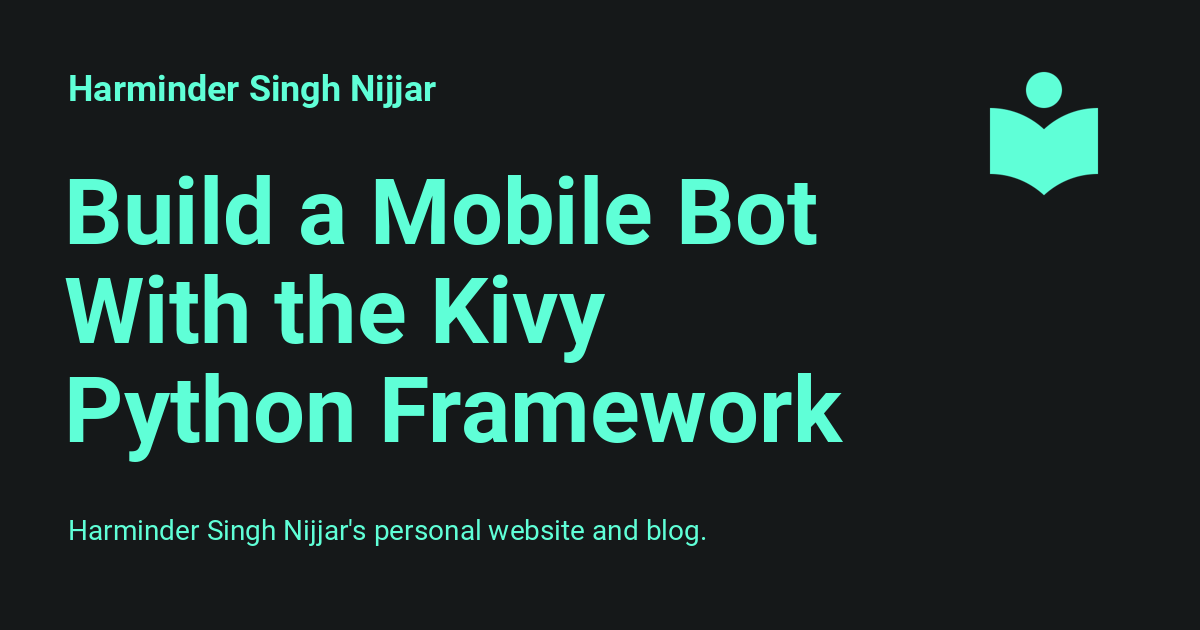 Harminder Singh Nijjar
Build a Mobile Bot
With the Kivy
Python Framework
Harminder Singh Nijjar's personal website and blog.